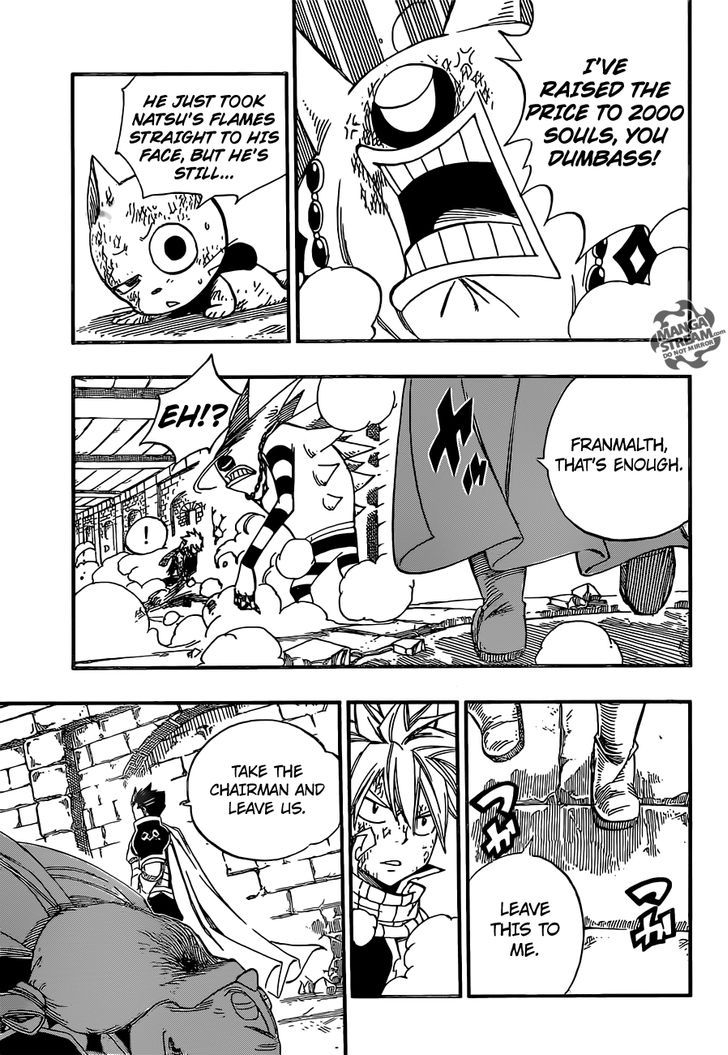 I'VE
RAISED THE
PRICE TO 2000
SOULS, YOU
DUMBASS!
HE JUST TOOK
NATSU'S FLAMES
STRAIGHT TO HIS
FACE, BUT HE'S
STILL...
MANGA
STREAM.com
DO NOT MIRROR
FRANMALTH,
THAT'S ENOUGH.
EH!?
!
LEAVE
THIS TO
ME.
TAKE THE
CHAIRMAN AND
LEAVE US.